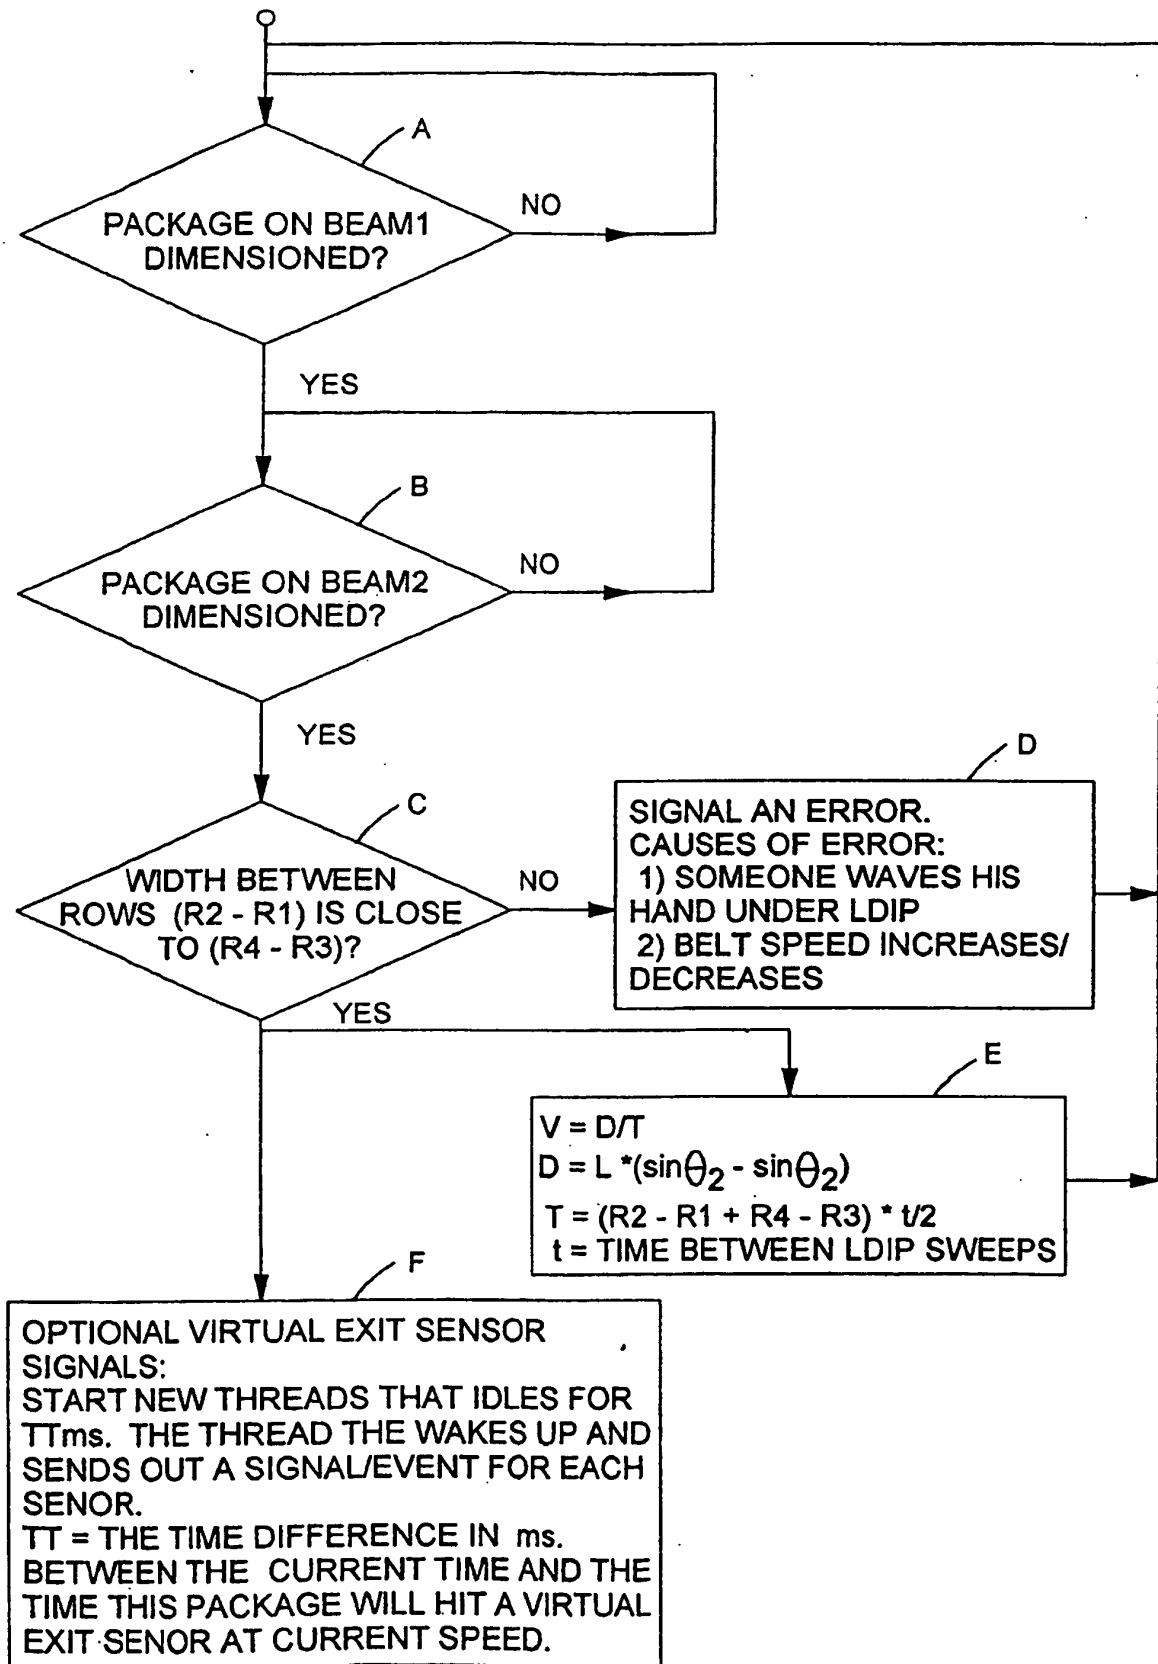 A
PACKAGE ON BEAM1
DIMENSIONED?
NO
YES
B
PACKAGE ON BEAM2
DIMENSIONED?
NO
YES
C
WIDTH BETWEEN
ROWS (R2 - R1) IS CLOSE
TO (R4 - R3)?
NO
YES
D
SIGNAL AN ERROR.
CAUSES OF ERROR:
1) SOMEONE WAVES HIS
HAND UNDER LDIP
2) BELT SPEED INCREASES/
DECREASES
E
V = D/T
D = L *(sinθ2 - sinθ2)
T = (R2 - R1 + R4 - R3) * t/2
t = TIME BETWEEN LDIP SWEEPS
F
OPTIONAL VIRTUAL EXIT SENSOR
SIGNALS:
START NEW THREADS THAT IDLES FOR
TTms. THE THREAD THE WAKES UP AND
SENDS OUT A SIGNAL/EVENT FOR EACH
SENOR.
TT = THE TIME DIFFERENCE IN ms.
BETWEEN THE CURRENT TIME AND THE
TIME THIS PACKAGE WILL HIT A VIRTUAL
EXIT SENOR AT CURRENT SPEED.